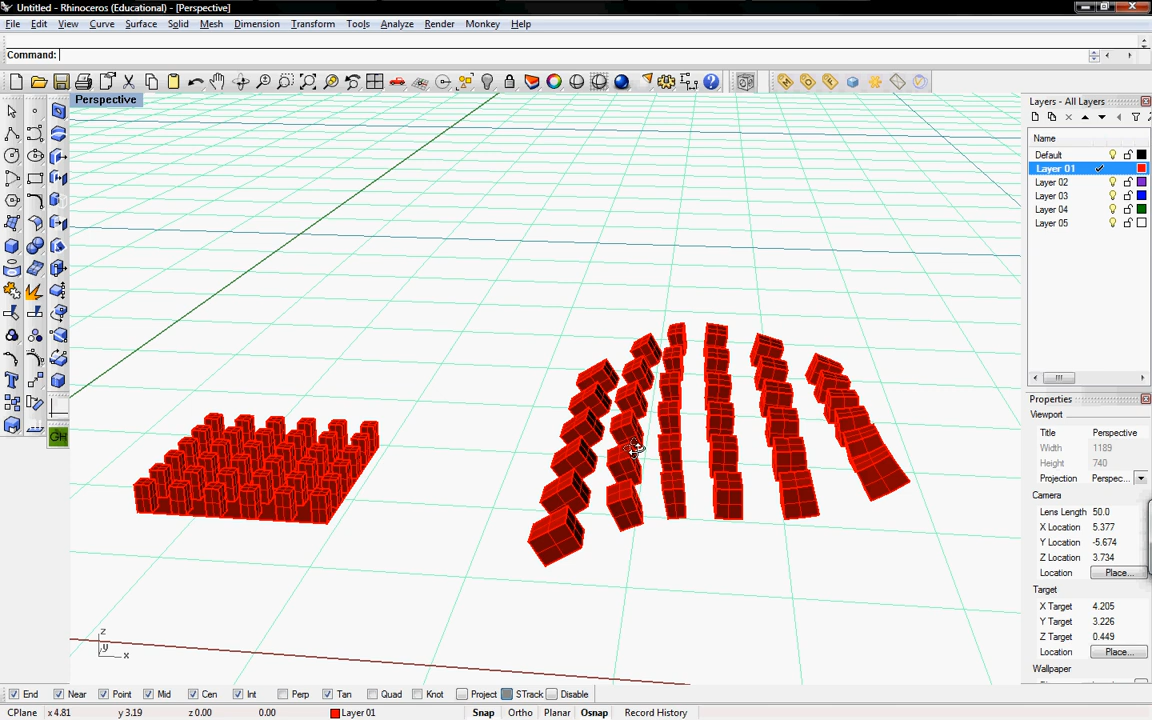 Untitled - Rhinoceros (Educational) - [Perspective]
File Edit View Curve Surface Solid Mesh Dimension Transform Tools Analyze Render Monkey Help
Command:
Perspective
Layers - All Layers
Name
Default
Layer 01
Layer 02
Layer 03
Layer 04
Layer 05
Properties
Viewport
Title Perspective
Width 1189
Height 740
Projection Perspec...
Camera
Lens Length 50.0
X Location 5.377
Y Location -5.674
Z Location 3.734
Location Place...
Target
X Target 4.205
Y Target 3.226
Z Target 0.449
Location Place...
Wallpaper
GH
z
y
x
End Near Point Mid Cen Int Perp Tan Quad Knot Project STrack Disable
CPlane x 4.81 y 3.19 z 0.00 0.00 Layer 01 Snap Ortho Planar Osnap Record History